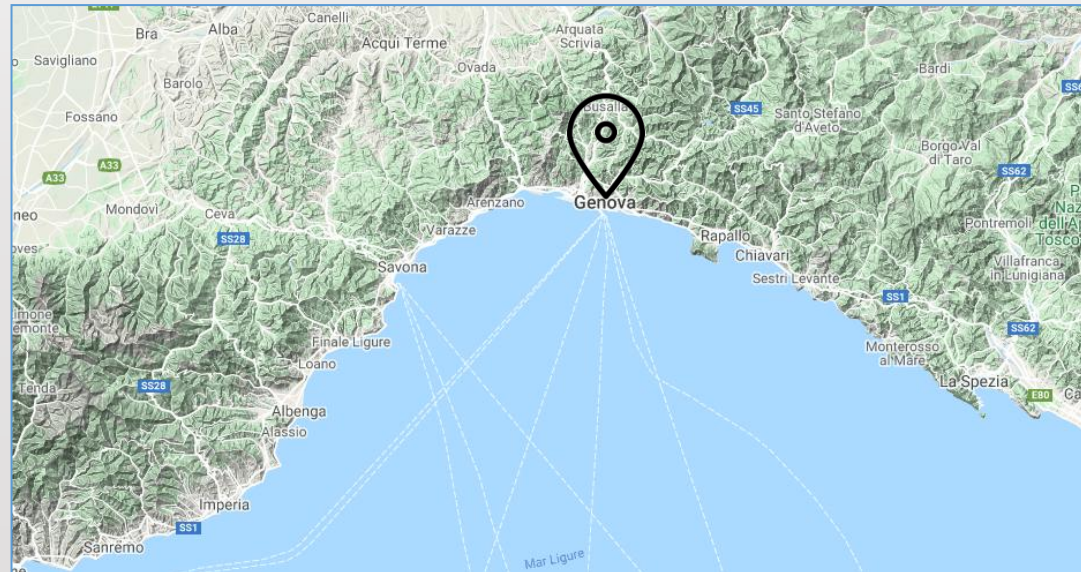 Canelli
Bra
Alba
Arquata
Scrivia
Acqui Terme
Savigliano
Ovada
Bardi
Barolo
Busalla
SS45
Santo Stefano
d'Aveto
Fossano
Borgo Val
di Taro
A33
SS62
A33
Mondovì
Ceva
Arenzano
Genova
Pontremoli
SS28
Varazze
Rapallo
Chiavari
Villafranca
in Lunigiana
Savona
Sestri Levante
SS1
Finale Ligure
SS62
Loano
Monterosso
al Mare
Tenda
SS28
La Spezia
E80
Albenga
Alassio
Imperia
SS1
Sanremo
Mar Ligure